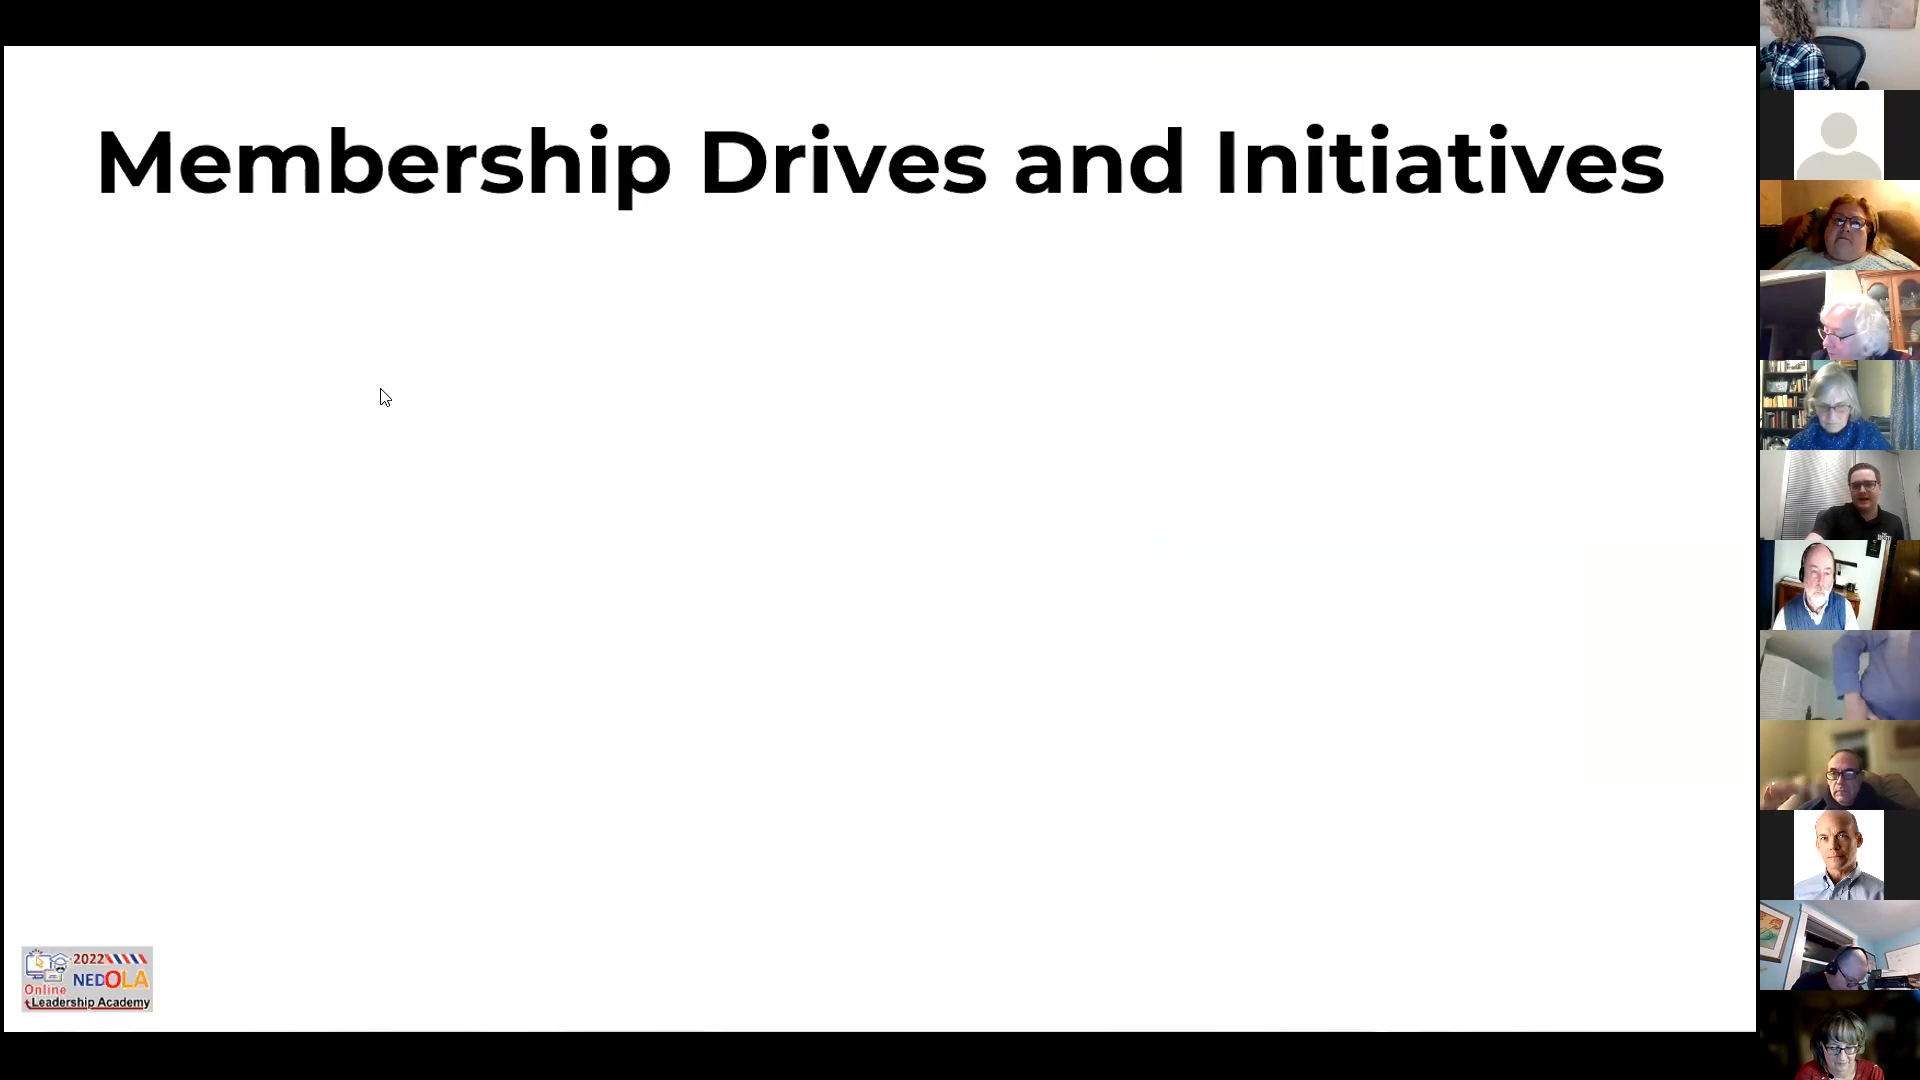 Membership Drives and Initiatives
2022
NEDOLA
Online
Leadership Academy